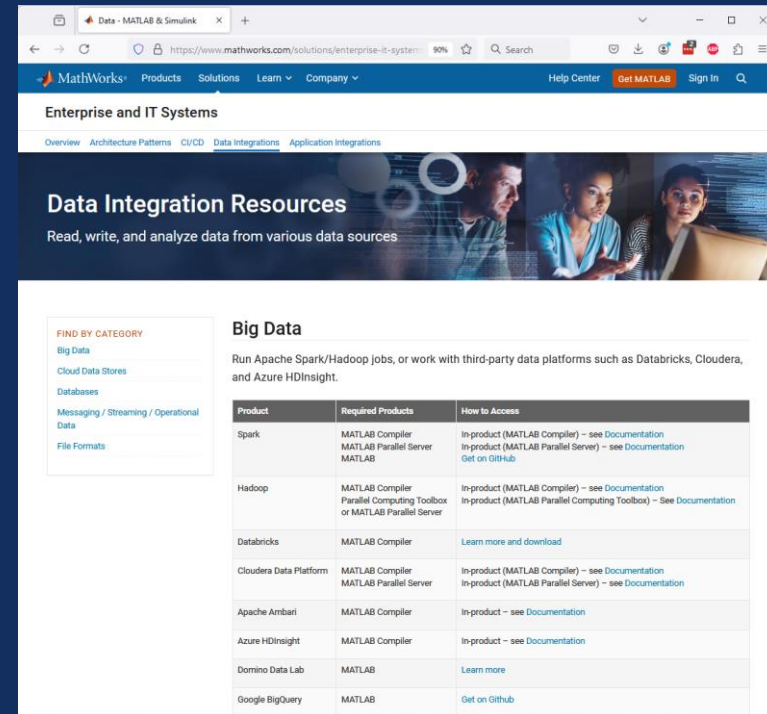 Data - MATLAB & Simulink
https://www.mathworks.com/solutions/enterprise-it-system
90%
Search
MathWorks®
Products
Solutions
Learn
Company
Help Center
Get MATLAB
Sign In
Enterprise and IT Systems
Overview
Architecture Patterns
CI/CD
Data Integrations
Application Integrations
Data Integration Resources
Read, write, and analyze data from various data sources
FIND BY CATEGORY
Big Data
Cloud Data Stores
Databases
Messaging / Streaming / Operational
Data
File Formats
Big Data
Run Apache Spark/Hadoop jobs, or work with third-party data platforms such as Databricks, Cloudera,
and Azure HDInsight.
Product
Required Products
How to Access
Spark
MATLAB Compiler
MATLAB Parallel Server
MATLAB
In-product (MATLAB Compiler) – see Documentation
In-product (MATLAB Parallel Server) – see Documentation
Get on GitHub
Hadoop
MATLAB Compiler
Parallel Computing Toolbox
or MATLAB Parallel Server
In-product (MATLAB Compiler) – see Documentation
In-product (MATLAB Parallel Computing Toolbox) – See Documentation
Databricks
MATLAB Compiler
Learn more and download
Cloudera Data Platform
MATLAB Compiler
MATLAB Parallel Server
In-product (MATLAB Compiler) – see Documentation
In-product (MATLAB Parallel Server) – see Documentation
Apache Ambari
MATLAB Compiler
In-product – see Documentation
Azure HDInsight
MATLAB Compiler
In-product – see Documentation
Domino Data Lab
MATLAB
Learn more
Google BigQuery
MATLAB
Get on Github